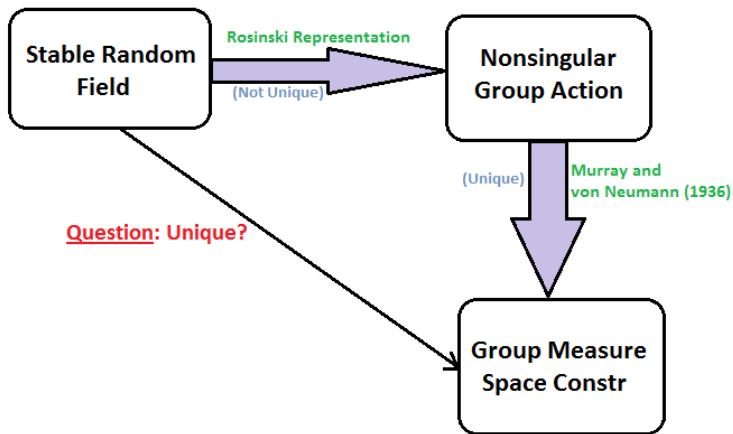 Stable Random
Field
Rosinski Representation
(Not Unique)
Nonsingular
Group Action
(Unique)
Murray and
von Neumann (1936)
Question: Unique?
Group Measure
Space Constr